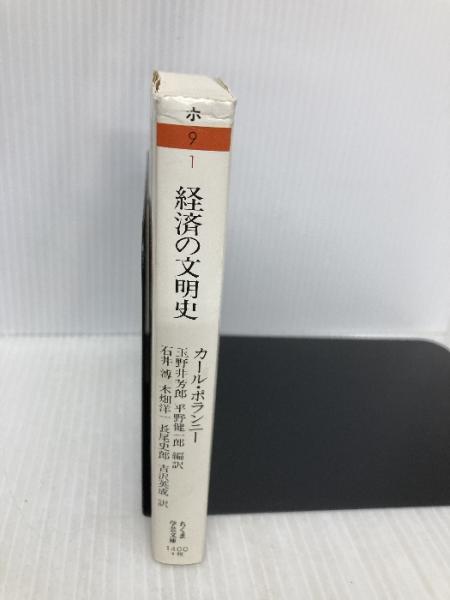 ホ
9
1
経済の文明史
カール・ポランニー
玉野井芳郎 平野健一郎 編訳
石井溥 木畑洋一 長尾史郎 吉沢英成 訳
ちくま
学芸文庫
1400
+税